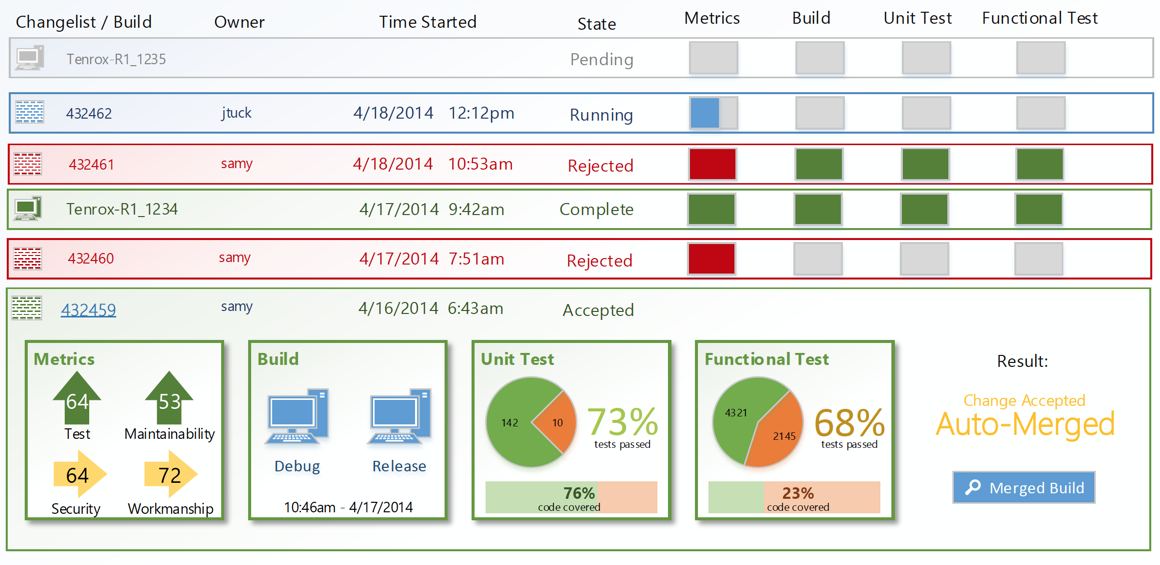 Changelist / Build Owner Time Started State Metrics Build Unit Test Functional Test
Tenrox-R1_1235 Pending
432462 jtuck 4/18/2014 12:12pm Running
432461 samy 4/18/2014 10:53am Rejected
Tenrox-R1_1234 4/17/2014 9:42am Complete
432460 samy 4/17/2014 7:51am Rejected
432459 samy 4/16/2014 6:43am Accepted
Metrics
64
Test
53
Maintainability
64
Security
72
Workmanship
Build
Debug
Release
10:46am - 4/17/2014
Unit Test
142
10
73%
tests passed
76%
code covered
Functional Test
4321
2145
68%
tests passed
23%
code covered
Result:
Change Accepted
Auto-Merged
Merged Build